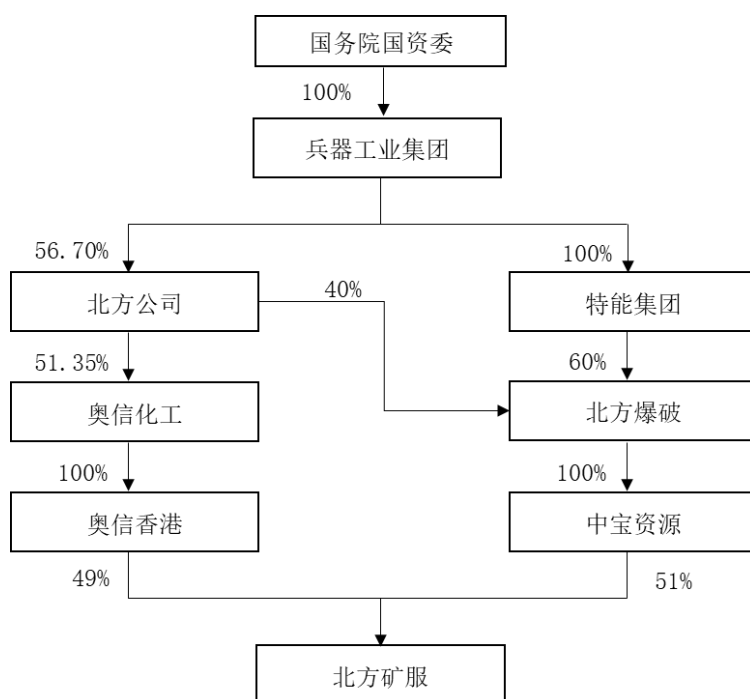 国务院国资委
100%
兵器工业集团
56.70%
100%
北方公司
40%
特能集团
51.35%
60%
奥信化工
北方爆破
100%
100%
奥信香港
中宝资源
49%
51%
北方矿服